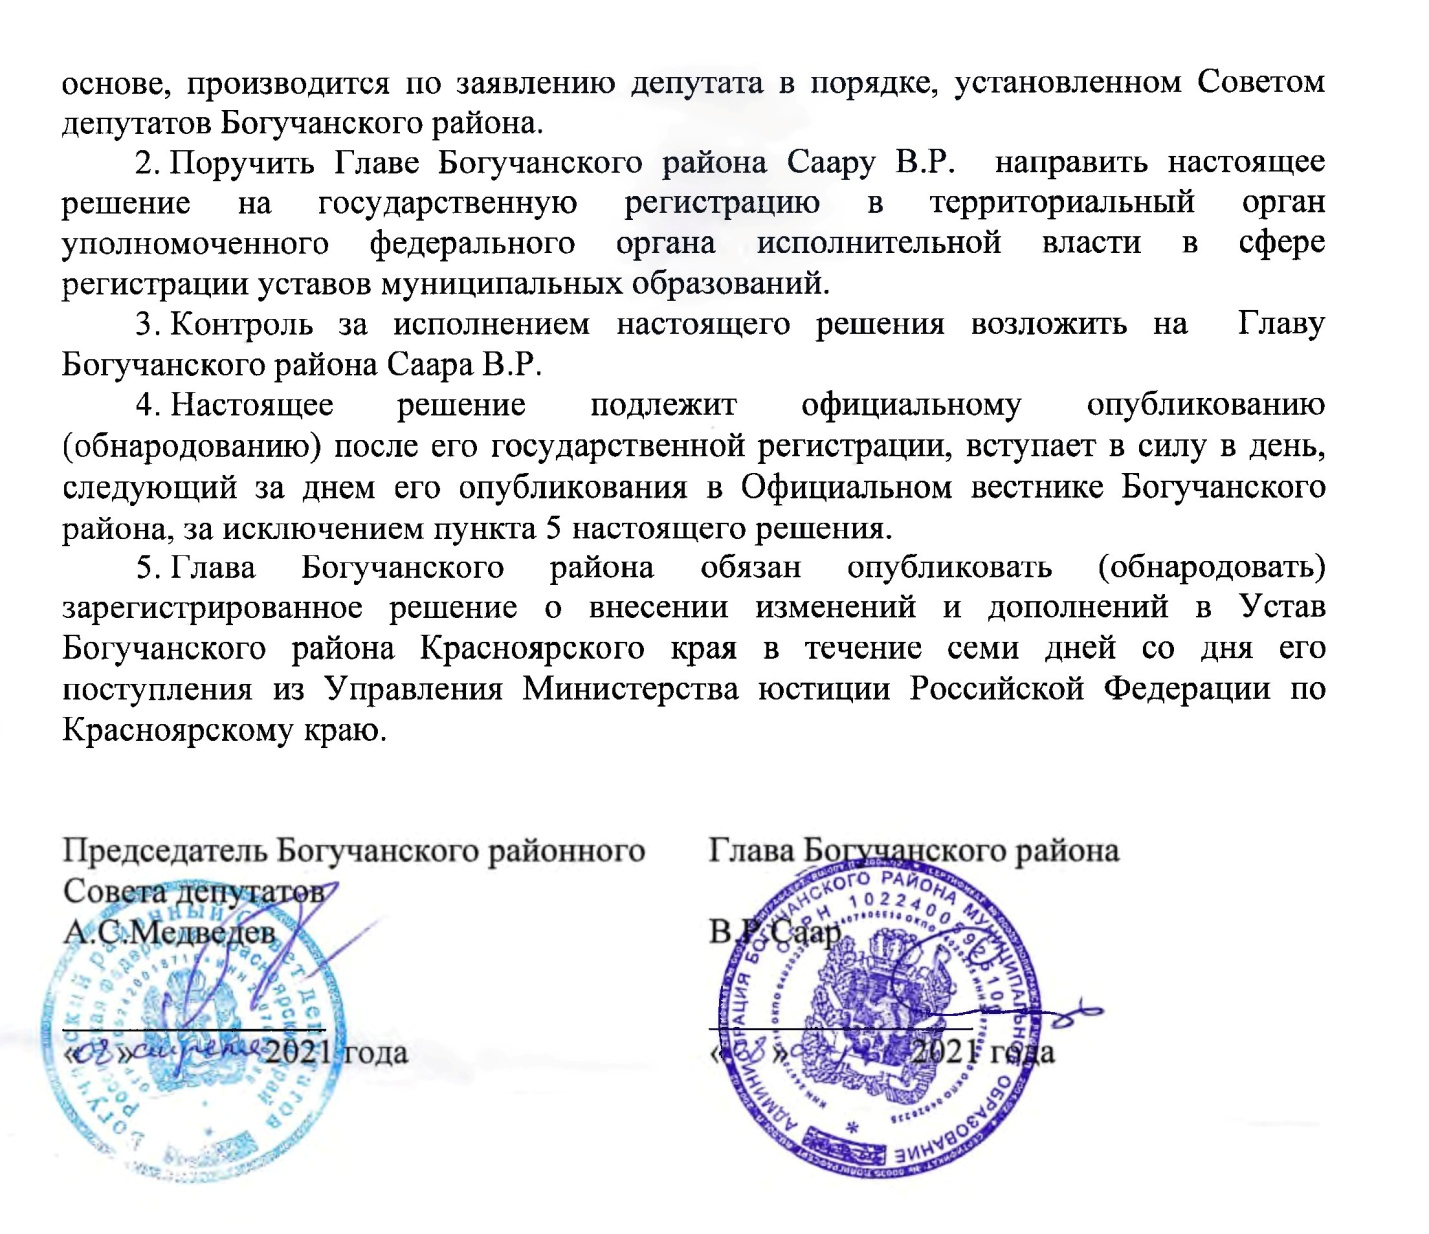 основе, производится по заявлению депутата в порядке, установленном Советом
депутатов Богучанского района.
2. Поручить Главе Богучанского района Саару В.Р. направить настоящее
решение на государственную регистрацию в территориальный орган
уполномоченного федерального органа исполнительной власти в сфере
регистрации уставов муниципальных образований.
3. Контроль за исполнением настоящего решения возложить на Главу
Богучанского района Саара В.Р.
4. Настоящее решение подлежит официальному опубликованию
(обнародованию) после его государственной регистрации, вступает в силу в день,
следующий за днем его опубликования в Официальном вестнике Богучанского
района, за исключением пункта 5 настоящего решения.
5. Глава Богучанского района обязан опубликовать (обнародовать)
зарегистрированное решение о внесении изменений и дополнений в Устав
Богучанского района Красноярского края в течение семи дней со дня его
поступления из Управления Министерства юстиции Российской Федерации по
Красноярскому краю.
Председатель Богучанского районного
Совета депутатов
А.С.Медведев
«08» 2021 года
Глава Богучанского района
В.Р.Саар
« » 2021 года
АДМИНИСТРАЦИЯ БОГУЧАНСКОГО РАЙОНА МУНИЦИПАЛЬНОЕ ОБРАЗОВАНИЕ